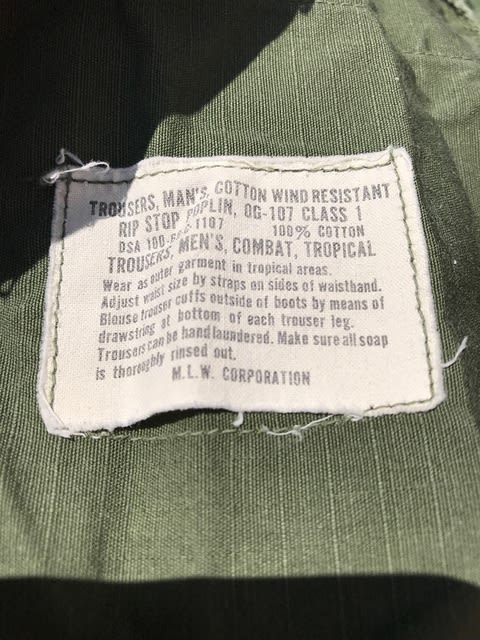 TROUSERS, MAN'S, COTTON WIND RESISTANT
RIP STOP POPLIN, OG-107 CLASS 1
DSA 100- -1107 100% COTTON
TROUSERS, MEN'S, COMBAT, TROPICAL
Wear as outer garment in tropical areas.
Adjust waist size by straps on sides of waistband.
Blouse trouser cuffs outside of boots by means of
drawstring at bottom of each trouser leg.
Trousers can be hand laundered. Make sure all soap
is thoroughly rinsed out.
M.L.W. CORPORATION